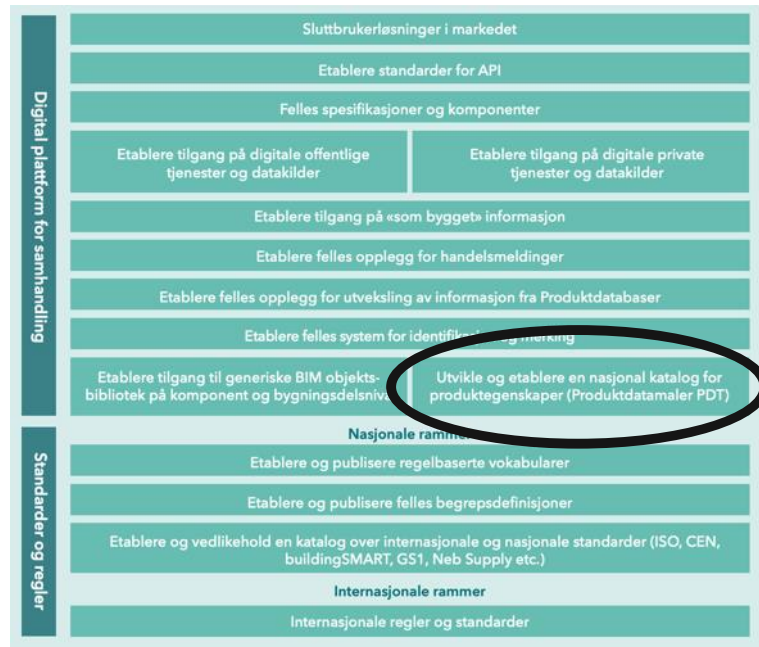 Digital plattform for samhandling
Sluttbrukerløsninger i markedet
Etablere standarder for API
Felles spesifikasjoner og komponenter
Etablere tilgang på digitale offentlige
tjenester og datakilder
Etablere tilgang på digitale private
tjenester og datakilder
Etablere tilgang på «som bygget» informasjon
Etablere felles opplegg for handelsmeldinger
Etablere felles opplegg for utveksling av informasjon fra Produktdatabaser
Etablere felles system for og merking
Etablere tilgang til generiske BIM objekts-
bibliotek på komponent og
Utvikle og etablere en nasjonal katalog for
produktegenskaper (Produktdatamaler PDT)
Standarder og regler
Nasjonale rammer
Etablere og publisere regelbaserte vokabularer
Etablere og publisere felles begrepsdefinisjoner
Etablere og vedlikehold en katalog over internasjonale og nasjonale standarder (ISO, CEN,
buildingSMART, GS1, Neb Supply etc.)
Internasjonale rammer
Internasjonale regler og standarder